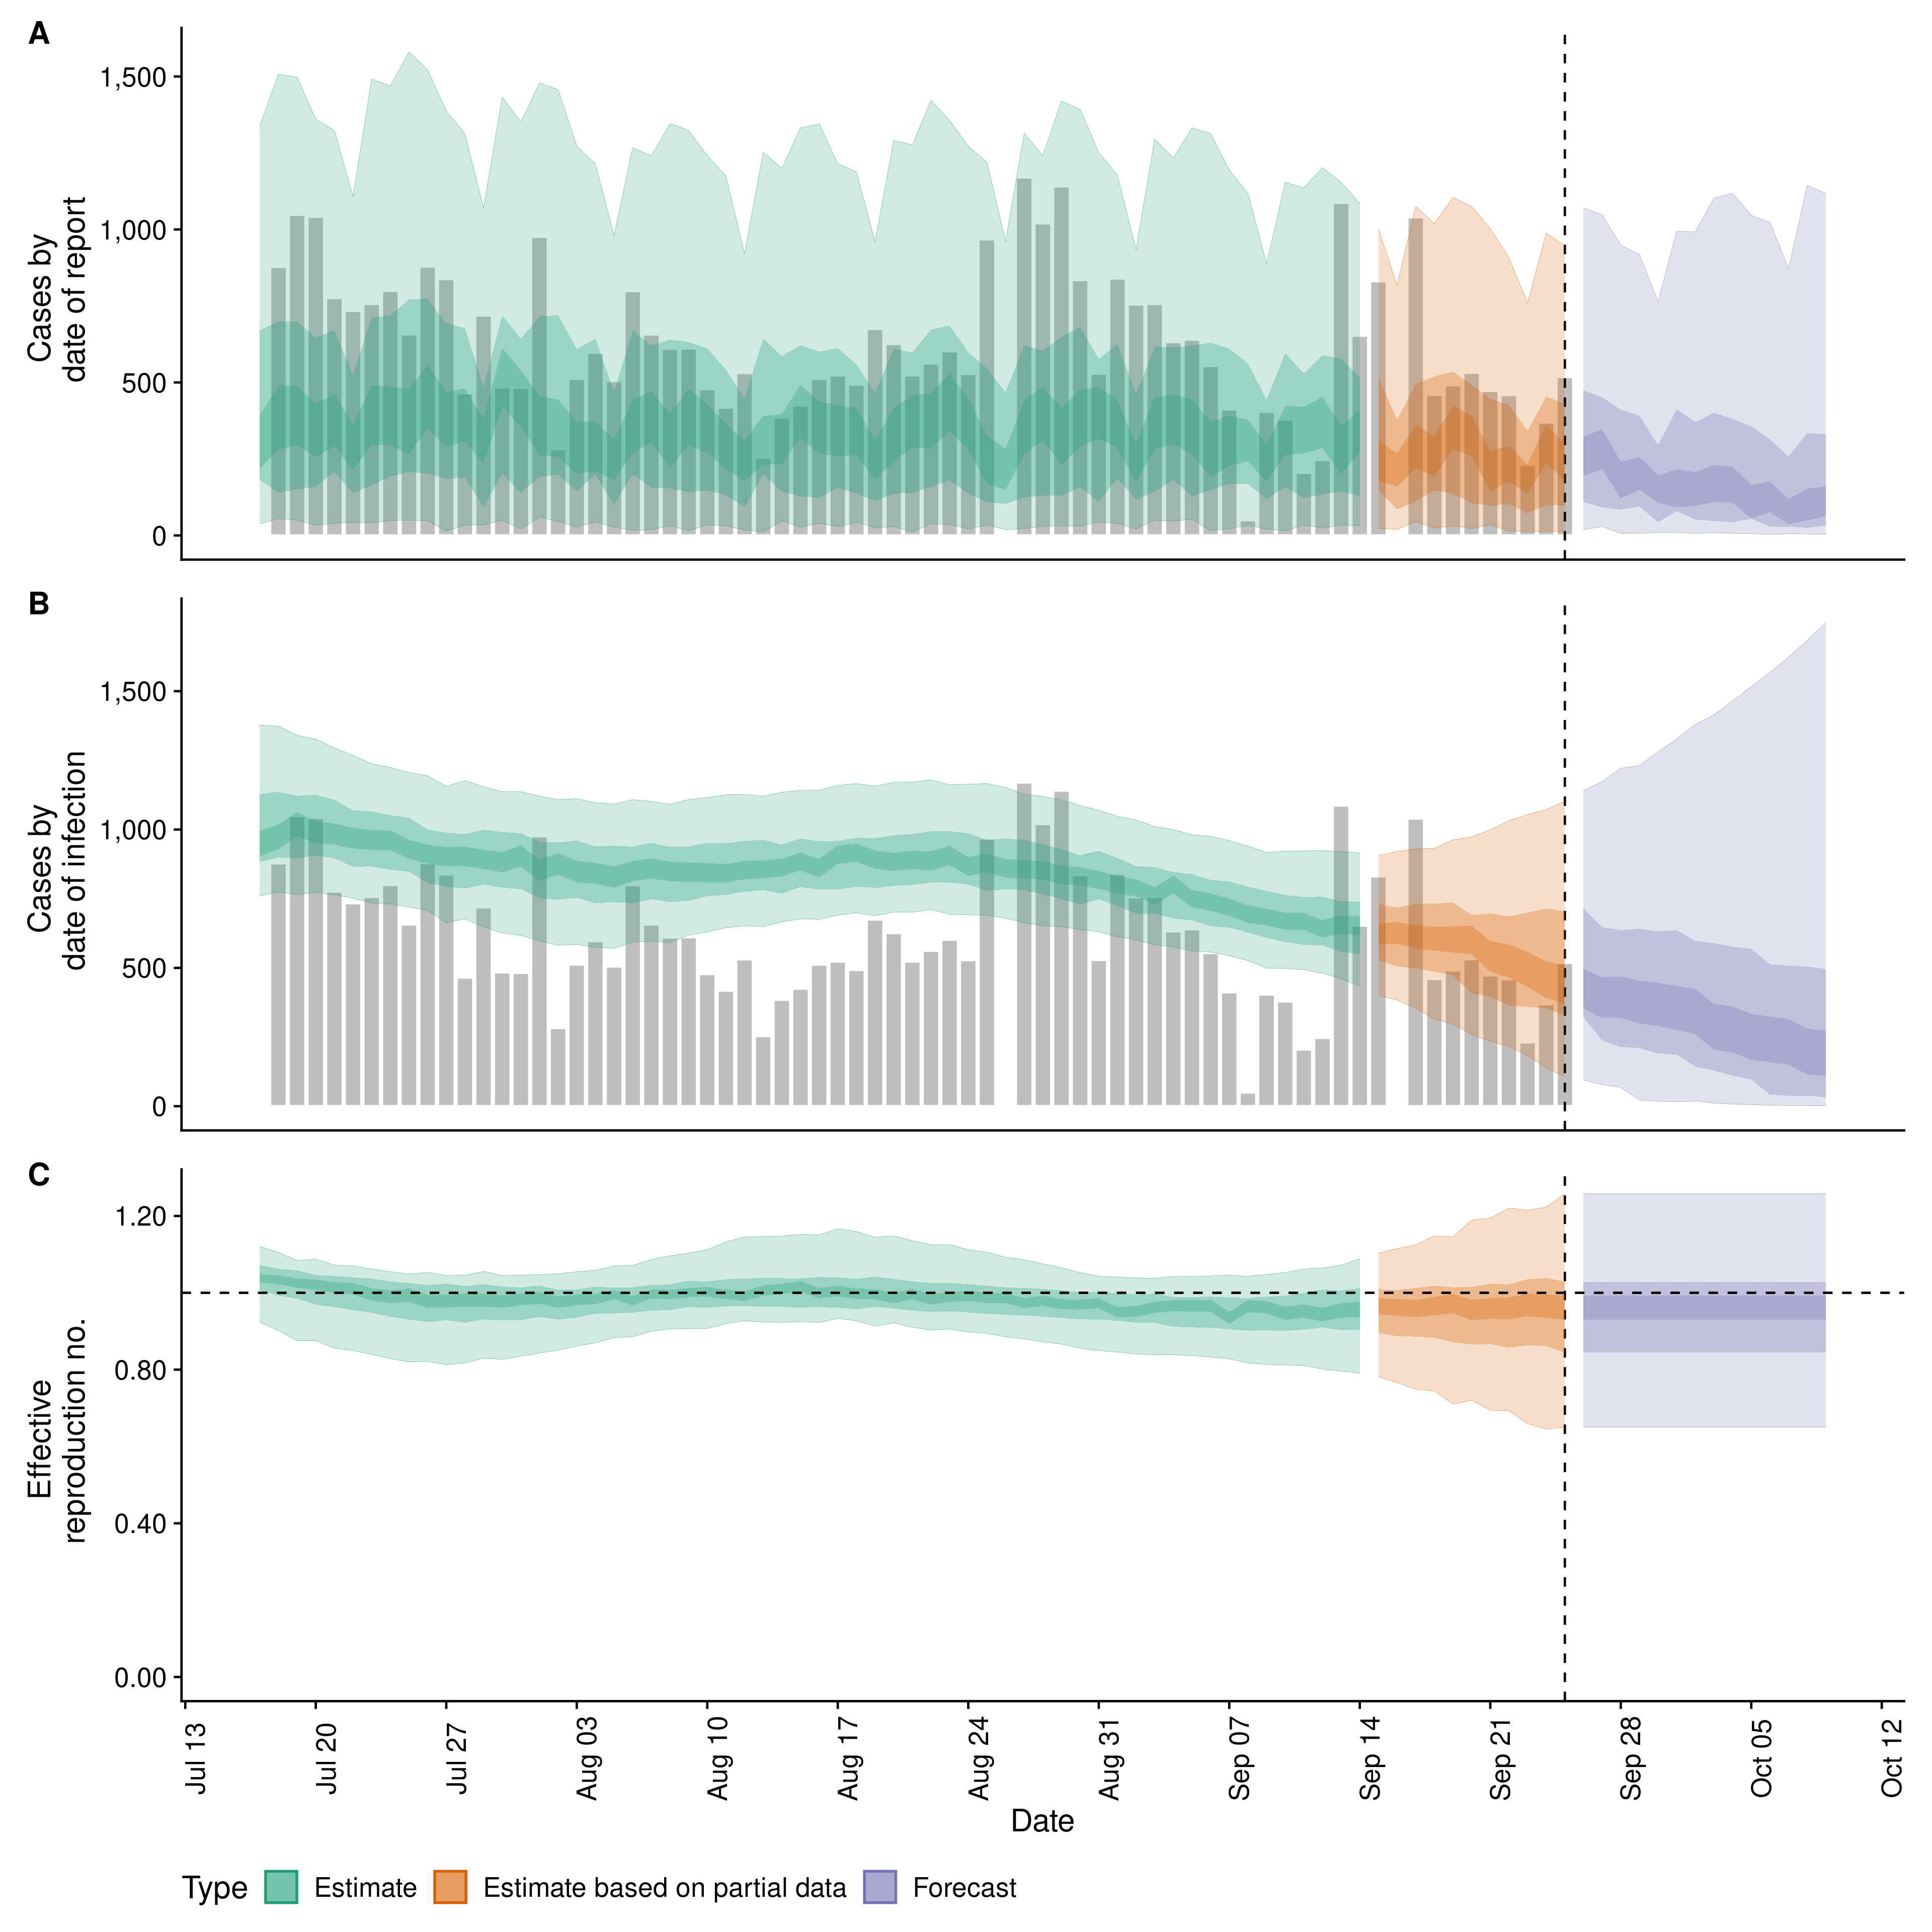 A
Cases by
date of report
1,500
1,000
500
0
B
Cases by
date of infection
1,500
1,000
500
0
C
Effective
reproduction no.
1.20
0.80
0.40
0.00
Jul 13
Jul 20
Jul 27
Aug 03
Aug 10
Aug 17
Aug 24
Aug 31
Sep 07
Sep 14
Sep 21
Sep 28
Oct 05
Oct 12
Date
Type Estimate Estimate based on partial data Forecast